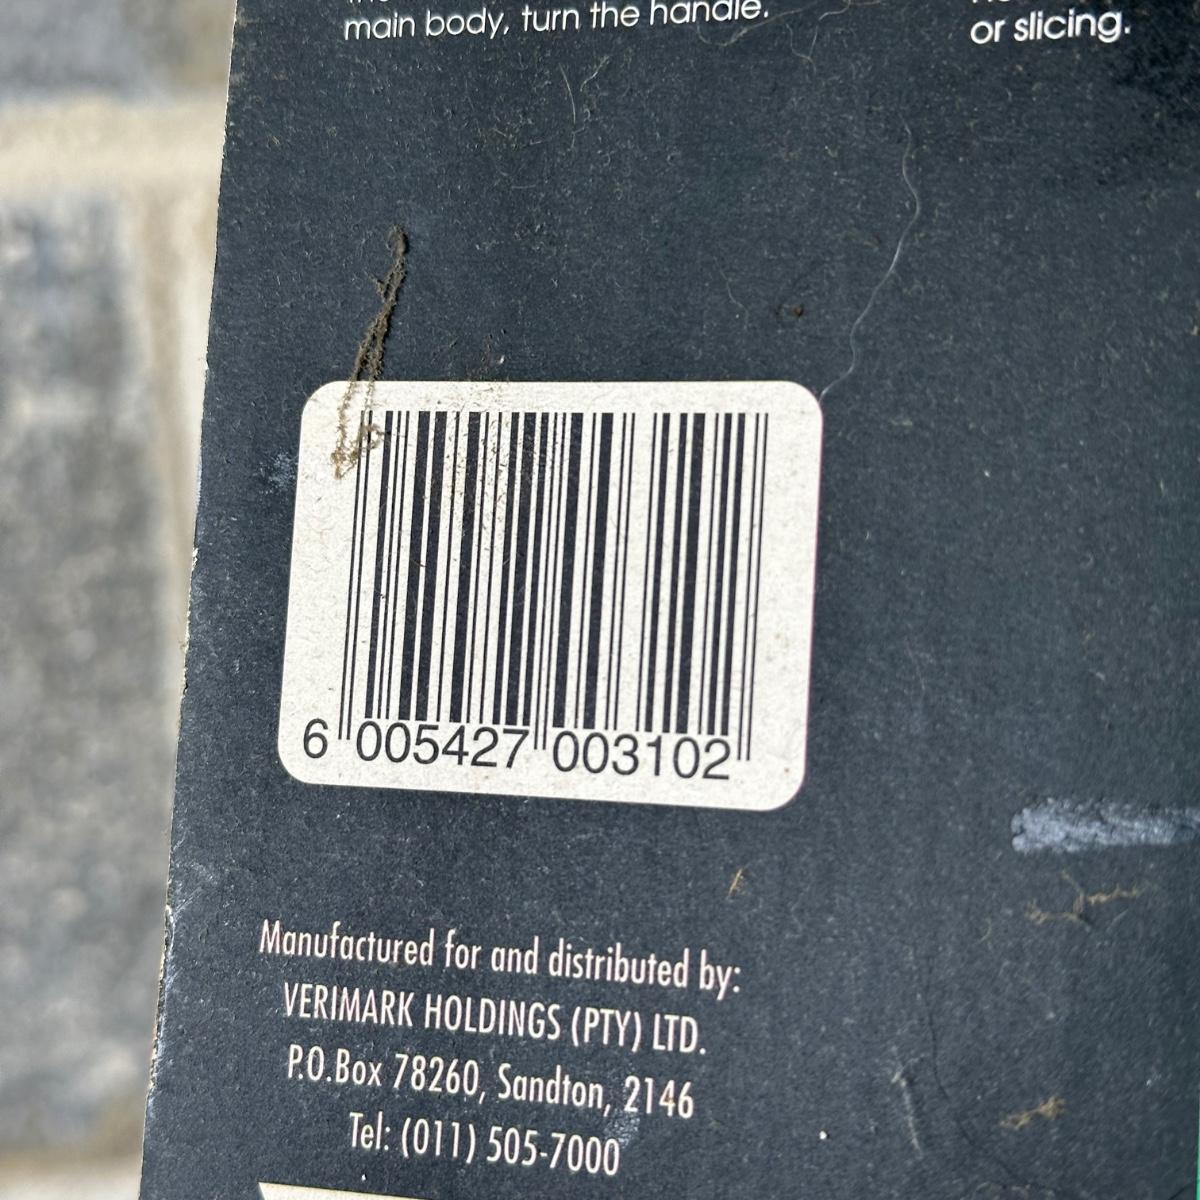 main body, turn the handle.
or slicing.
6 005427 003102
Manufactured for and distributed by:
VERIMARK HOLDINGS (PTY) LTD.
P.O.Box 78260, Sandton, 2146
Tel: (011) 505-7000